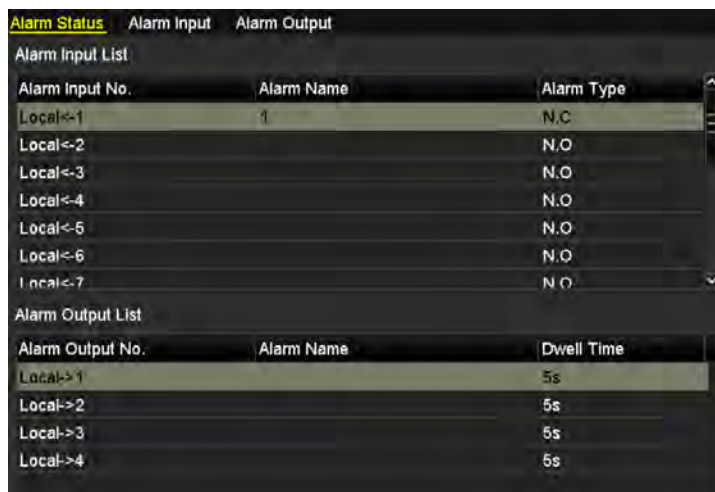 Alarm Status Alarm Input Alarm Output
Alarm Input List
Alarm Input No. Alarm Name Alarm Type
Local<-1 1 N.C
Local<-2 N.O
Local<-3 N.O
Local<-4 N.O
Local<-5 N.O
Local<-6 N.O
Local<-7 N.O
Alarm Output List
Alarm Output No. Alarm Name Dwell Time
Local->1 5s
Local->2 5s
Local->3 5s
Local->4 5s